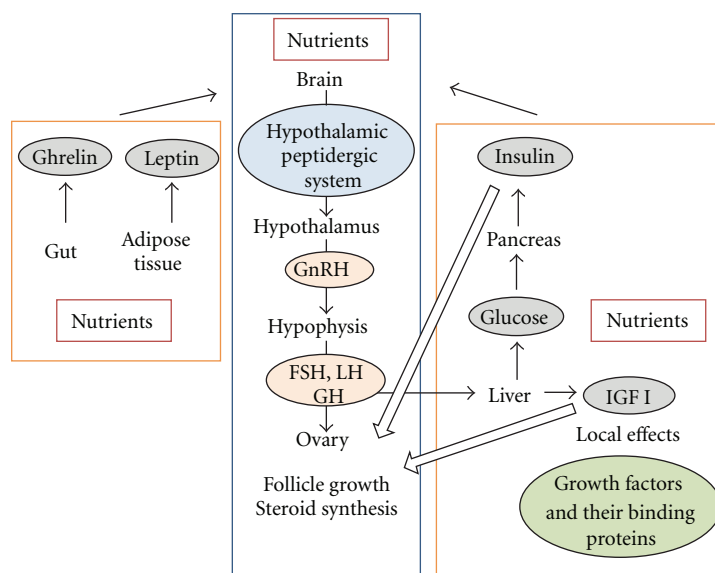 Nutrients
Brain
Hypothalamic
peptidergic
system
Hypothalamus
GnRH
Hypophysis
FSH, LH
GH
Ovary
Follicle growth
Steroid synthesis
Ghrelin
Leptin
Gut
Adipose
tissue
Nutrients
Insulin
Pancreas
Glucose
Nutrients
Liver
IGF I
Local effects
Growth factors
and their binding
proteins